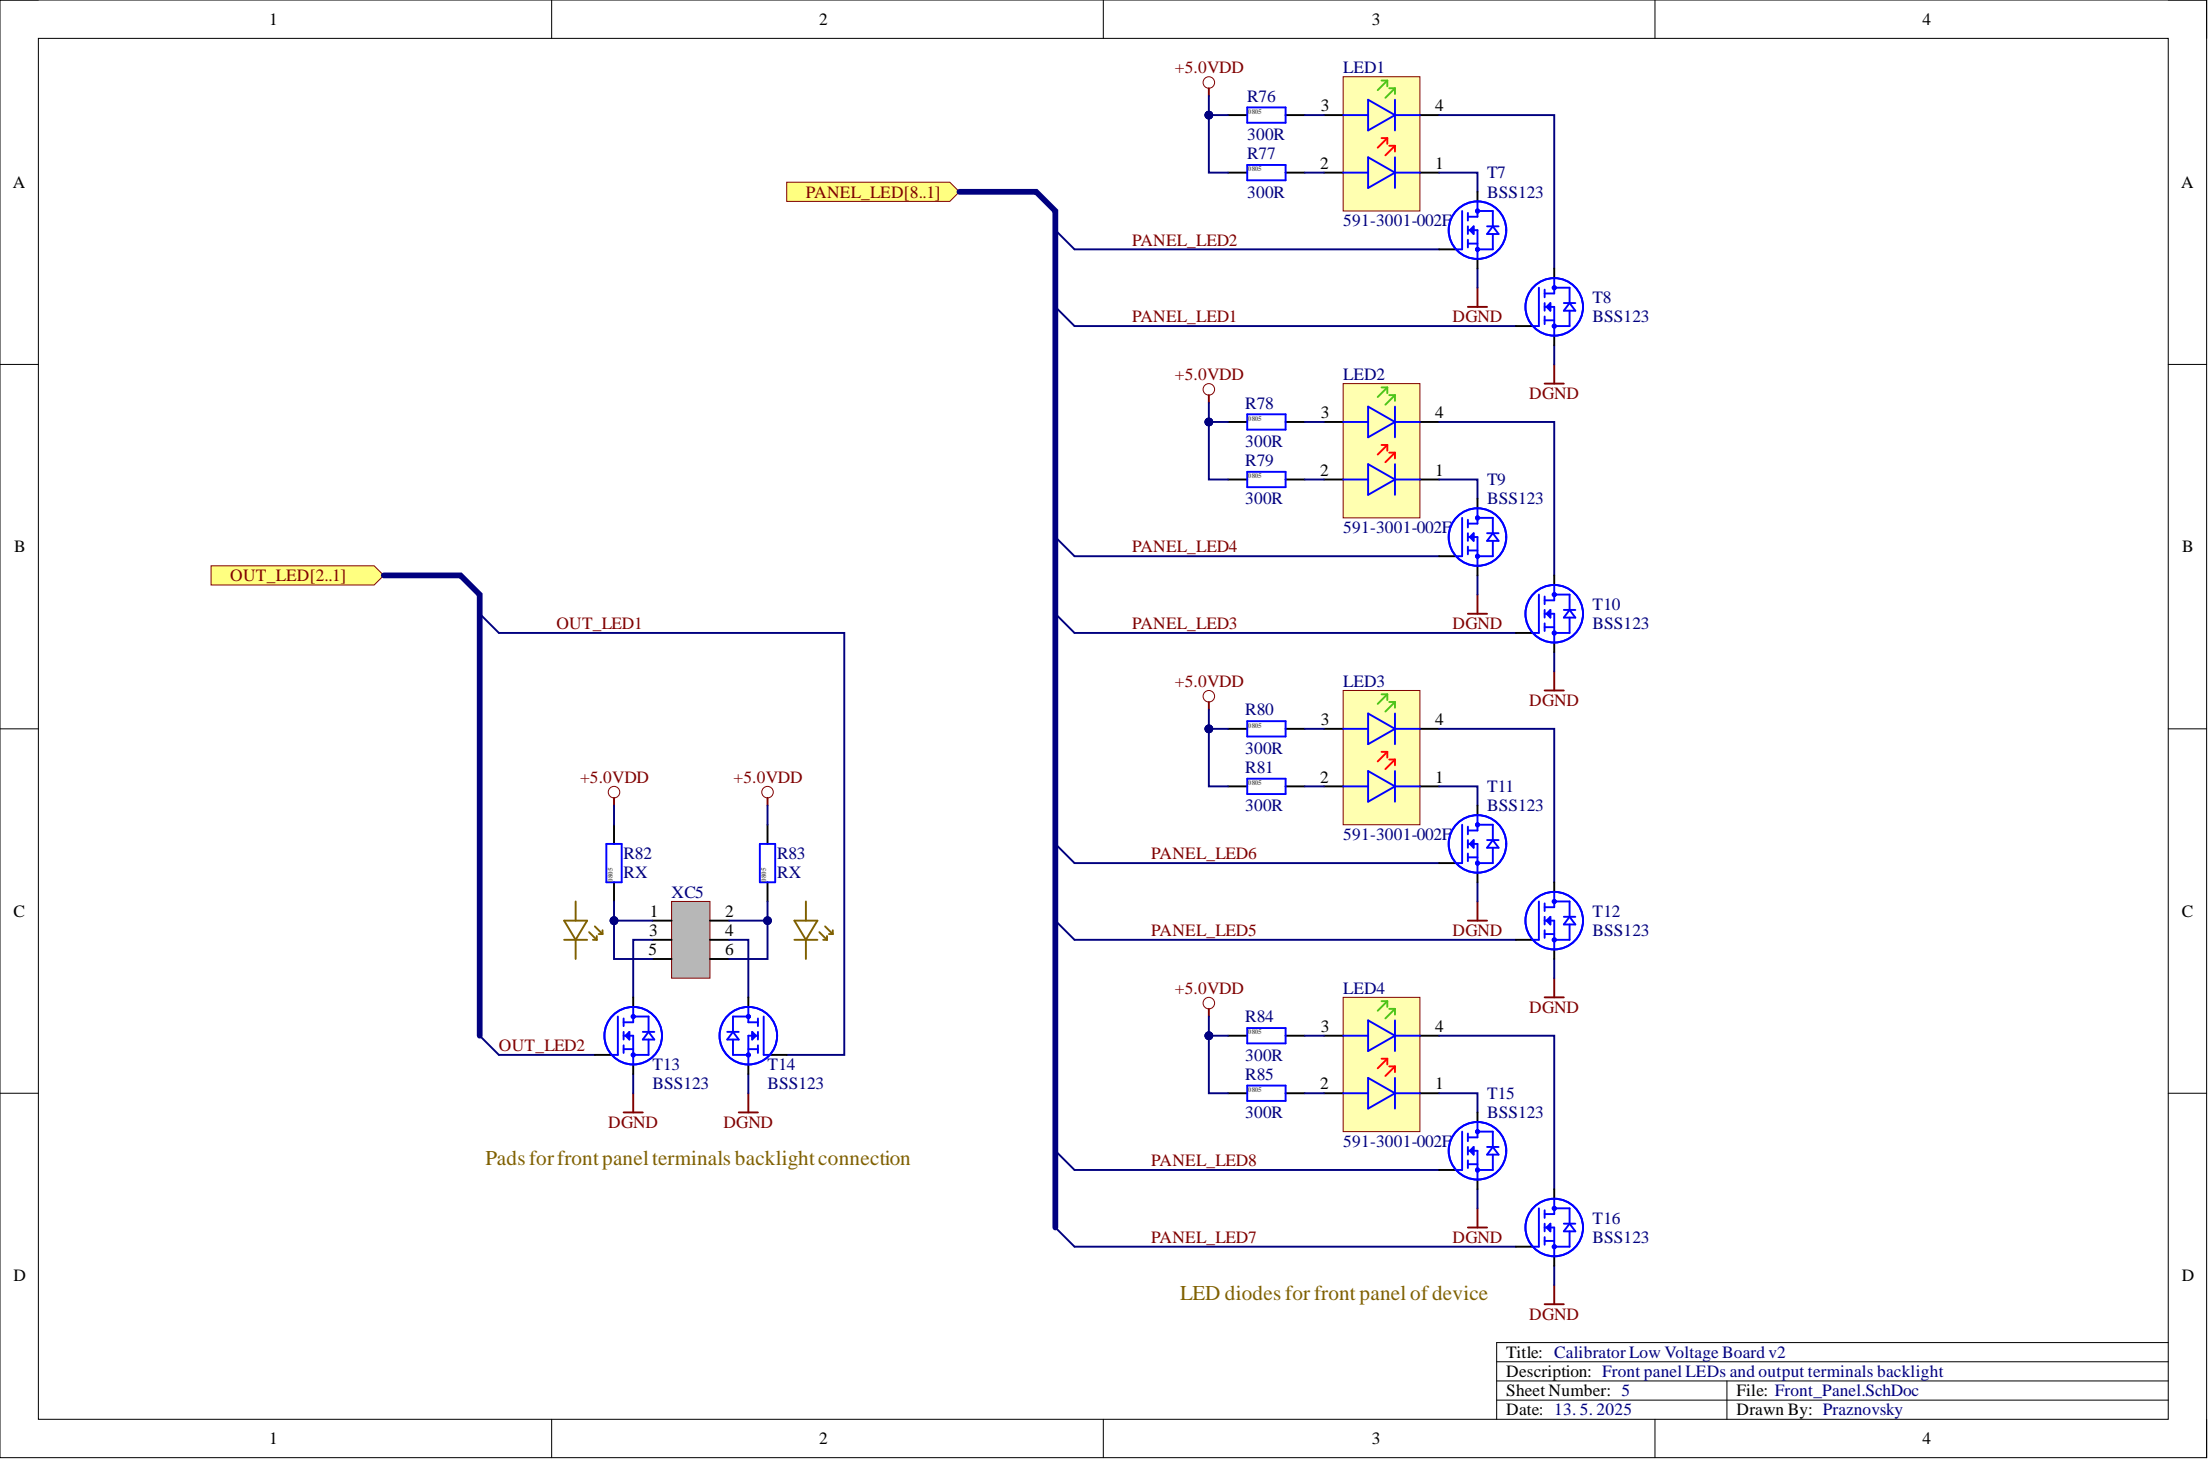 1 2 3 4
A A
B B
C C
D D
PANEL_LED[8..1]
OUT_LED[2..1]
OUT_LED1
+5.0VDD +5.0VDD
R82 R83
RX RX
XC5
1 2
3 4
5 6
OUT_LED2
T13 T14
BSS123 BSS123
DGND DGND
Pads for front panel terminals backlight connection
+5.0VDD LED1
R76 3 4
300R
R77 2 1
300R
T7
BSS123
591-3001-002F
PANEL_LED2
T8
PANEL_LED1 DGND BSS123
DGND
+5.0VDD LED2
R78 3 4
300R
R79 2 1
300R
T9
BSS123
591-3001-002F
PANEL_LED4
T10
PANEL_LED3 DGND BSS123
DGND
+5.0VDD LED3
R80 3 4
300R
R81 2 1
300R
T11
BSS123
591-3001-002F
PANEL_LED6
T12
PANEL_LED5 DGND BSS123
DGND
+5.0VDD LED4
R84 3 4
300R
R85 2 1
300R
T15
BSS123
591-3001-002F
PANEL_LED8
T16
PANEL_LED7 DGND BSS123
DGND
LED diodes for front panel of device
Title: Calibrator Low Voltage Board v2
Description: Front panel LEDs and output terminals backlight
Sheet Number: 5 File: Front_Panel.SchDoc
Date: 13. 5. 2025 Drawn By: Praznovsky
1 2 3 4